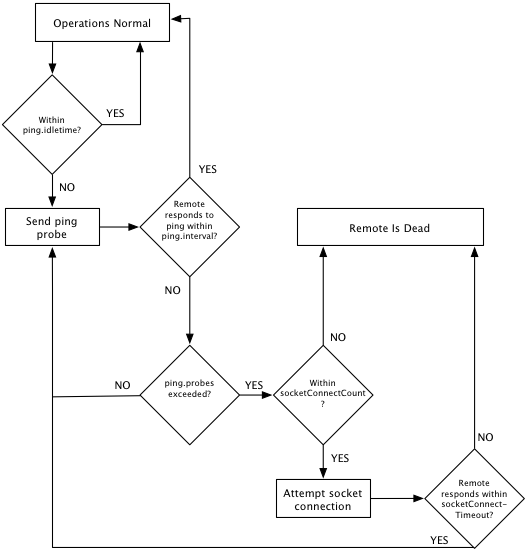 Operations Normal
Within
ping.idletime?
YES
NO
Send ping
probe
YES
Remote
responds to
ping within
ping.interval?
NO
Remote Is Dead
ping.probes
exceeded?
NO
YES
Within
socketConnectCount
?
NO
YES
Attempt socket
connection
Remote
responds within
socketConnect-
Timeout?
NO
YES